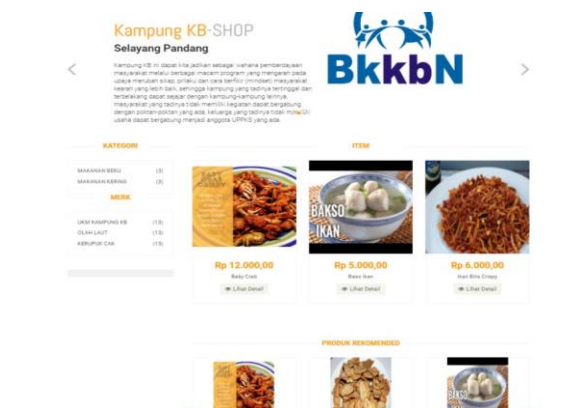 Kampung KB-SHOP
Selayang Pandang
Kampung KB ini dapat kita jadikan sebagai wahana pemberdayaan
masyarakat melalui berbagai macam program yang mengarah pada
upaya merubah sikap, prilaku dan cara berfikir (mindset) masyarakat
kearah yang lebih baik, sehingga kampung yang tadinya tertinggal dan
terbelakang dapat sejajar dengan kampung-kampung lainnya,
masyarakat yang tadinya tidak memiliki kegiatan dapat bergabung
dengan poktan-poktan yang ada, keluarga yang tadinya tidak memiliki
usaha dapat bergabung menjadi anggota UPPKS yang ada.
BkkbN
KATEGORI
MAKANAN BEKU (3)
MAKANAN KERING (3)
MERK
UKM KAMPUNG KB (13)
OLAH LAUT (13)
KERUPUK CAK (13)
ITEM
BABY CRISPY
Rp 12.000,00
Baby Crab
Lihat Detail
BAKSO
IKAN
Rp 5.000,00
Baso Ikan
Lihat Detail
Rp 6.000,00
Ikan Bilis Crispy
Lihat Detail
PRODUK REKOMENDED
BAKSO